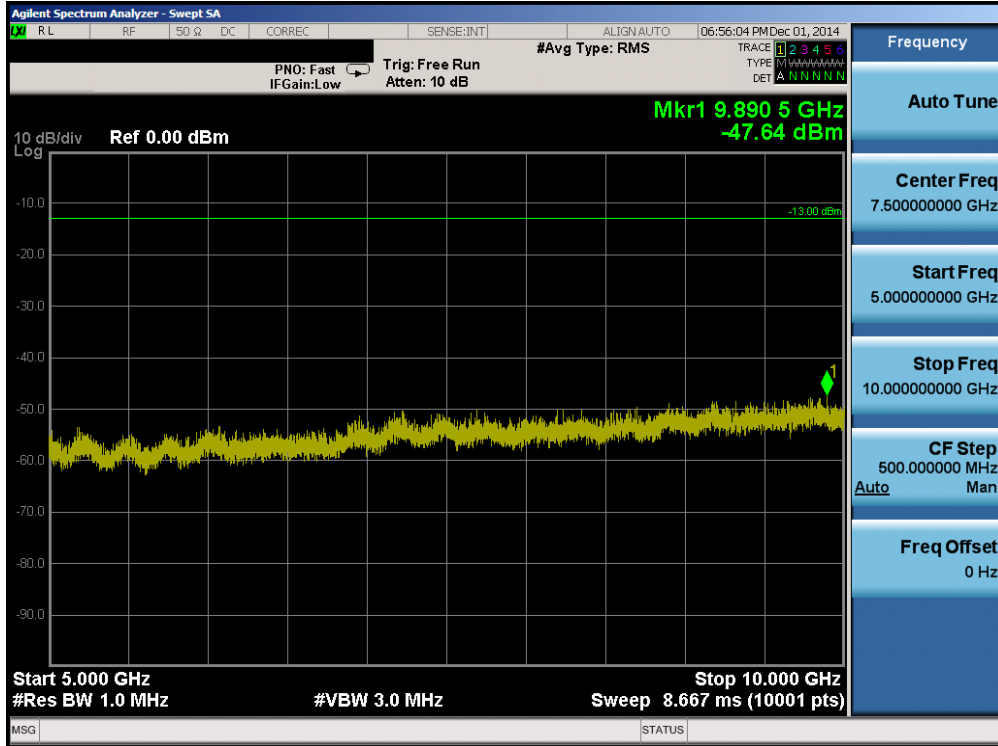 Agilent Spectrum Analyzer - Swept SA
LXI RL RF 50 Ω DC CORREC SENSE:INT ALIGN AUTO 06:56:04 PM Dec 01, 2014
#Avg Type: RMS
TRACE 1 2 3 4 5 6
TYPE M WWWWW
DET A N N N N N
PNO: Fast
IFGain:Low
Trig: Free Run
Atten: 10 dB
Mkr1 9.890 5 GHz
-47.64 dBm
10 dB/div
Log
Ref 0.00 dBm
-10.0
-13.00 dBm
-20.0
-30.0
-40.0
1
-50.0
-60.0
-70.0
-80.0
-90.0
Start 5.000 GHz
Stop 10.000 GHz
#Res BW 1.0 MHz
#VBW 3.0 MHz
Sweep 8.667 ms (10001 pts)
MSG
STATUS
Frequency
Auto Tune
Center Freq
7.500000000 GHz
Start Freq
5.000000000 GHz
Stop Freq
10.000000000 GHz
CF Step
500.000000 MHz
Auto Man
Freq Offset
0 Hz